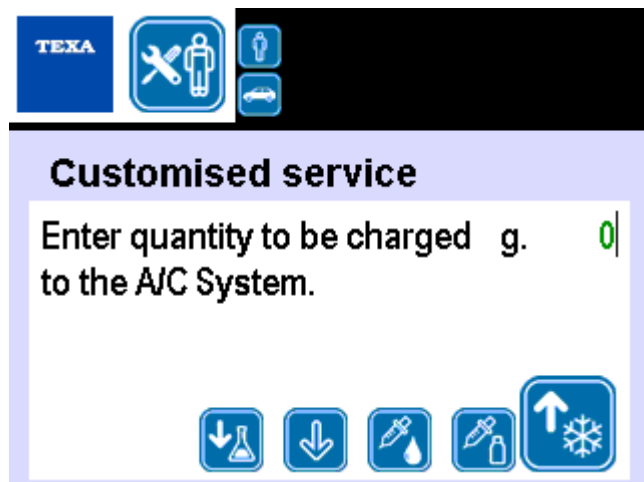 TEXA
Customised service
Enter quantity to be charged g. 0
to the A/C System.